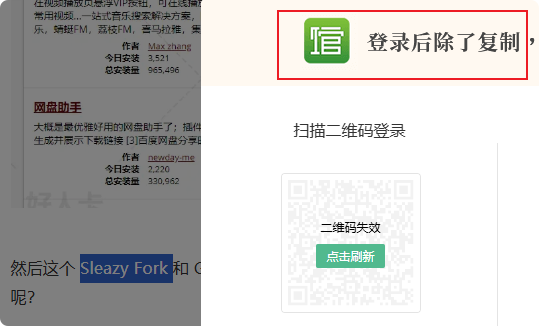 在视频播放页悬浮VIP按钮，可在线
常用视频...一站式音乐搜索解决方案，
乐，蜻蜓FM，荔枝FM，喜马拉雅，集
作者 Max zhang
今日安装 3,521
总安装量 965,496
网盘助手
大概是最优雅好用的网盘助手了；插件
生成并展示下载链接 [3]百度网盘分享
作者 newday-me
今日安装 2,220
总安装量 330,962
好人卡
然后这个 Sleazy Fork 和 G
呢？
信 登录后除了复制，
扫描二维码登录
二维码失效
点击刷新